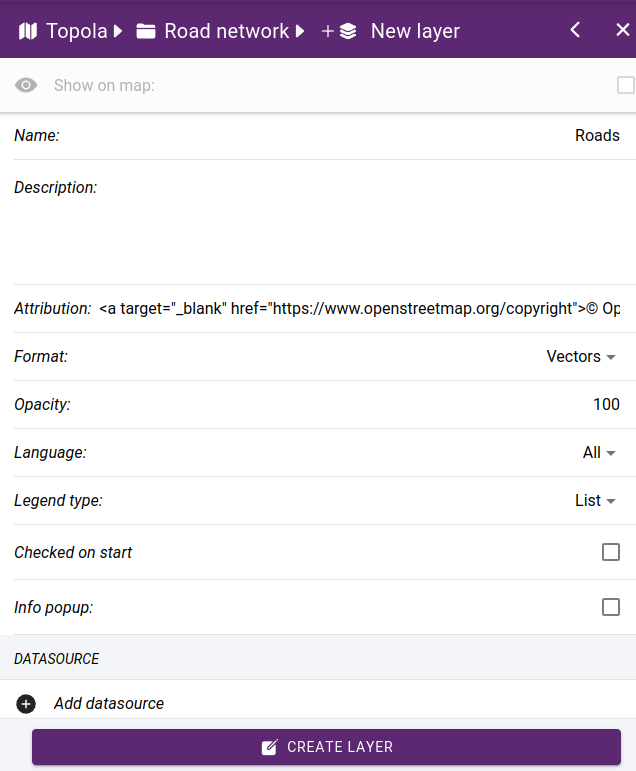 Topola Road network + New layer
Show on map:
Name: Roads
Description:
Attribution: <a target="_blank" href="https://www.openstreetmap.org/copyright">© Op
Format: Vectors
Opacity: 100
Language: All
Legend type: List
Checked on start
Info popup:
DATASOURCE
Add datasource
CREATE LAYER